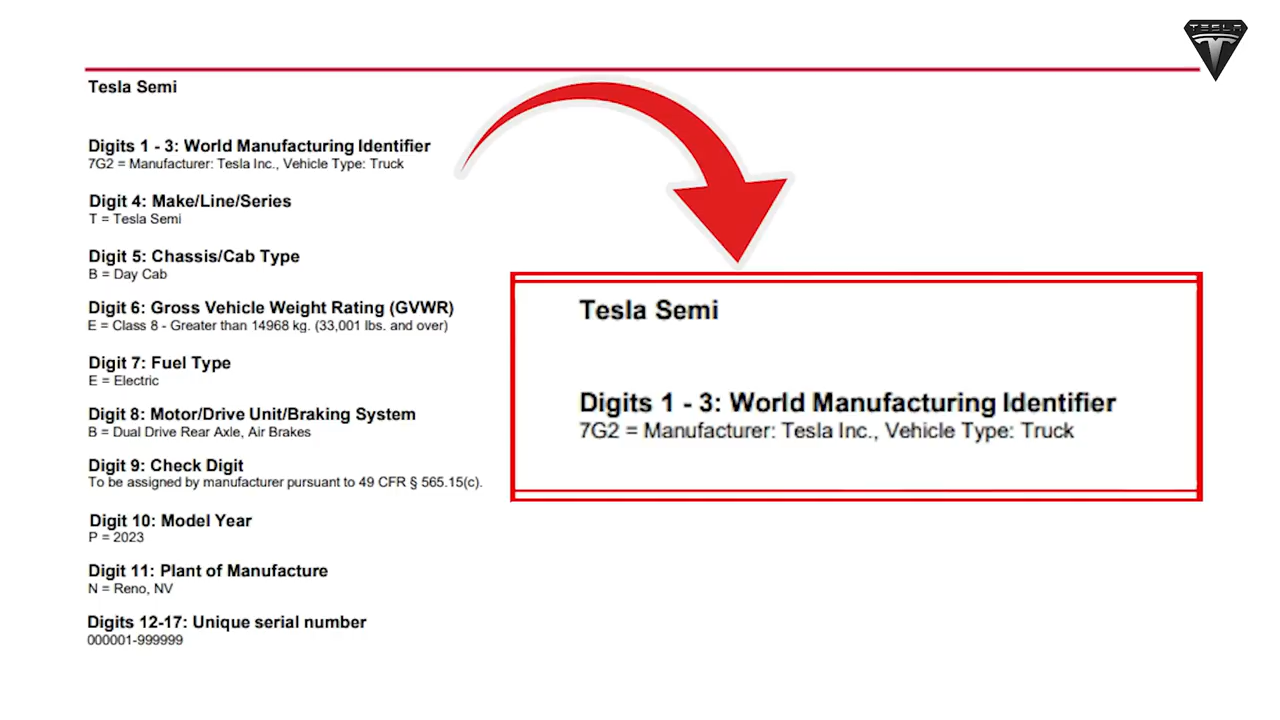 TESLA
Tesla Semi
Digits 1 - 3: World Manufacturing Identifier
7G2 = Manufacturer: Tesla Inc., Vehicle Type: Truck
Digit 4: Make/Line/Series
T = Tesla Semi
Digit 5: Chassis/Cab Type
B = Day Cab
Digit 6: Gross Vehicle Weight Rating (GVWR)
E = Class 8 - Greater than 14968 kg. (33,001 lbs. and over)
Digit 7: Fuel Type
E = Electric
Digit 8: Motor/Drive Unit/Braking System
B = Dual Drive Rear Axle, Air Brakes
Digit 9: Check Digit
To be assigned by manufacturer pursuant to 49 CFR § 565.15(c).
Digit 10: Model Year
P = 2023
Digit 11: Plant of Manufacture
N = Reno, NV
Digits 12-17: Unique serial number
000001-999999
Tesla Semi
Digits 1 - 3: World Manufacturing Identifier
7G2 = Manufacturer: Tesla Inc., Vehicle Type: Truck